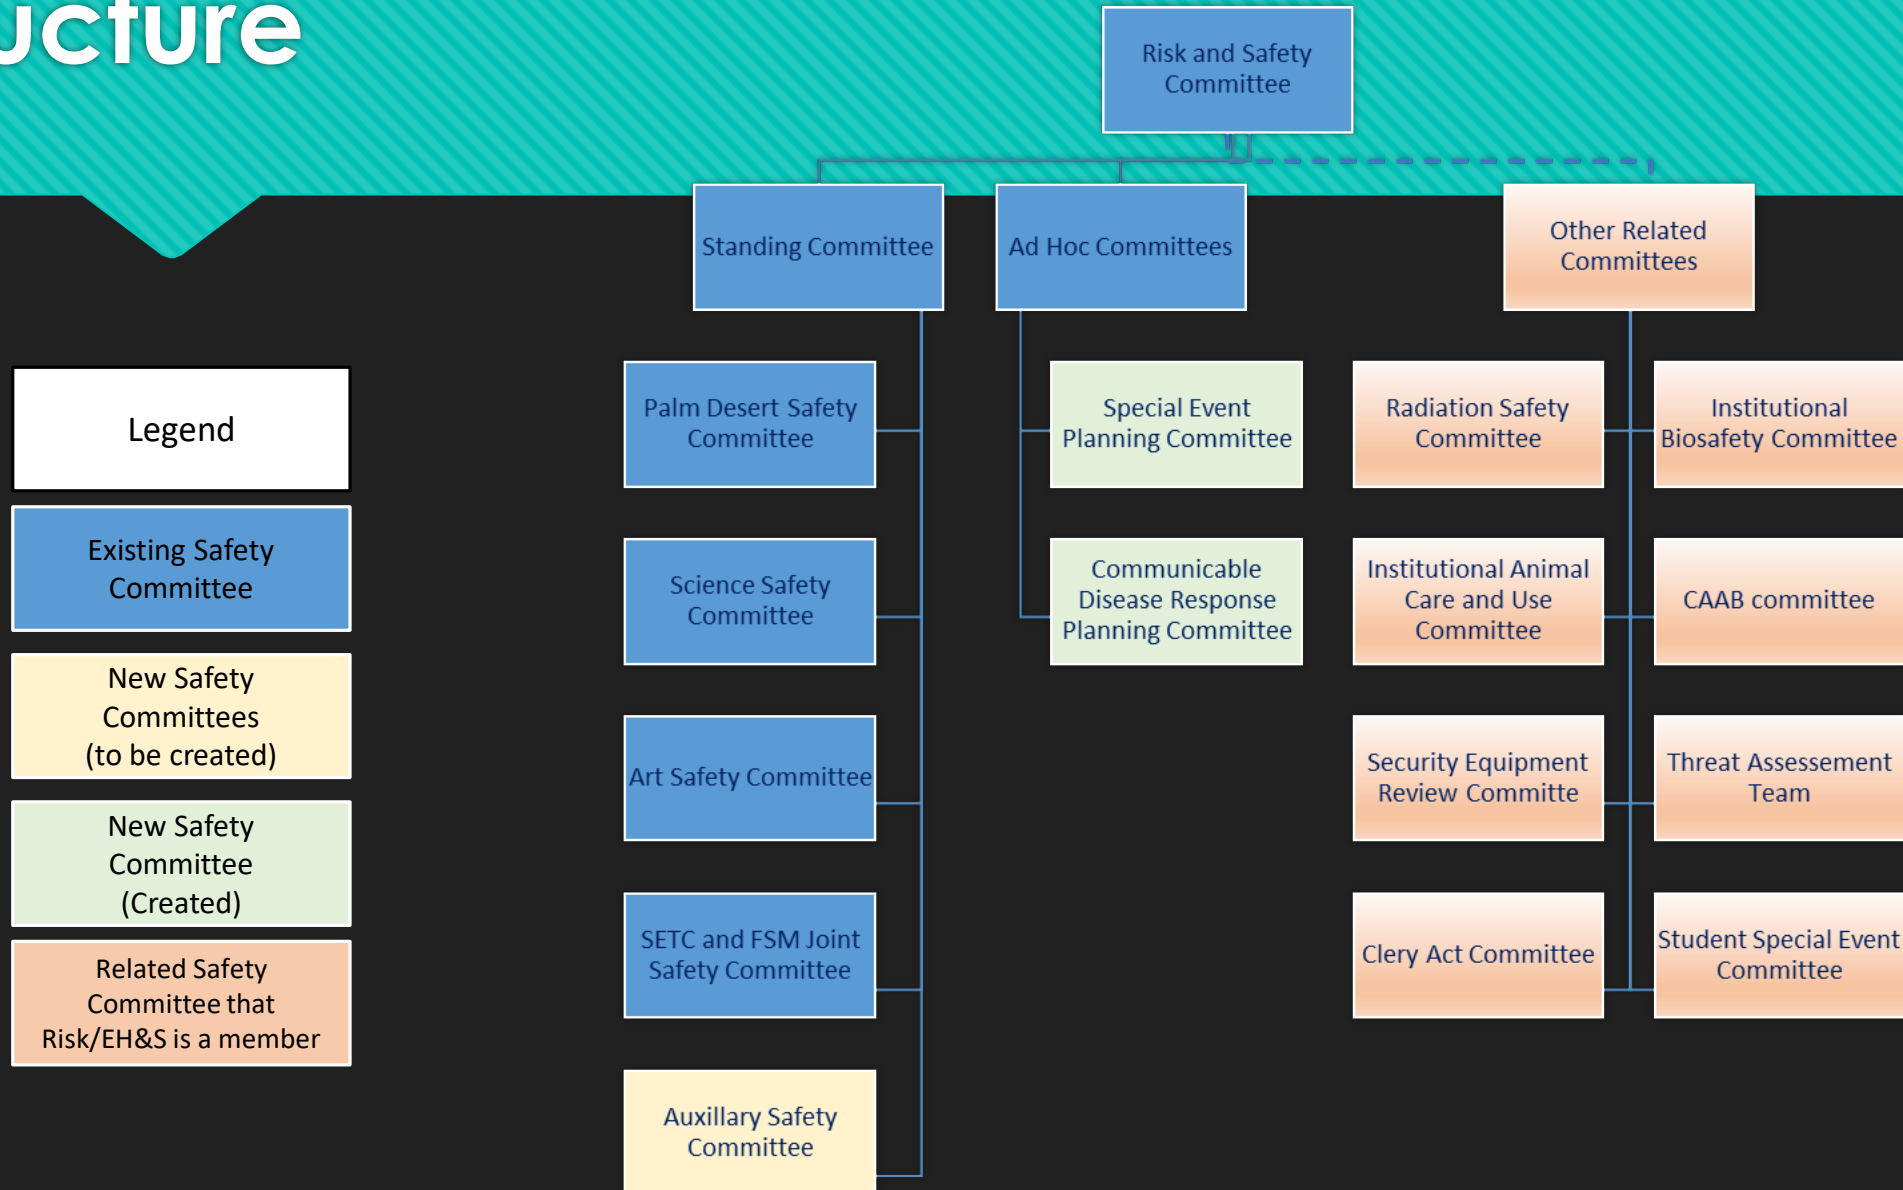 ucture
Risk and Safety
Committee
Standing Committee
Ad Hoc Committees
Other Related
Committees
Legend
Existing Safety
Committee
New Safety
Committees
(to be created)
New Safety
Committee
(Created)
Related Safety
Committee that
Risk/EH&S is a member
Palm Desert Safety
Committee
Science Safety
Committee
Art Safety Committee
SETC and FSM Joint
Safety Committee
Auxillary Safety
Committee
Special Event
Planning Committee
Communicable
Disease Response
Planning Committee
Radiation Safety
Committee
Institutional
Biosafety Committee
Institutional Animal
Care and Use
Committee
CAAB committee
Security Equipment
Review Committe
Threat Assessement
Team
Clery Act Committee
Student Special Event
Committee